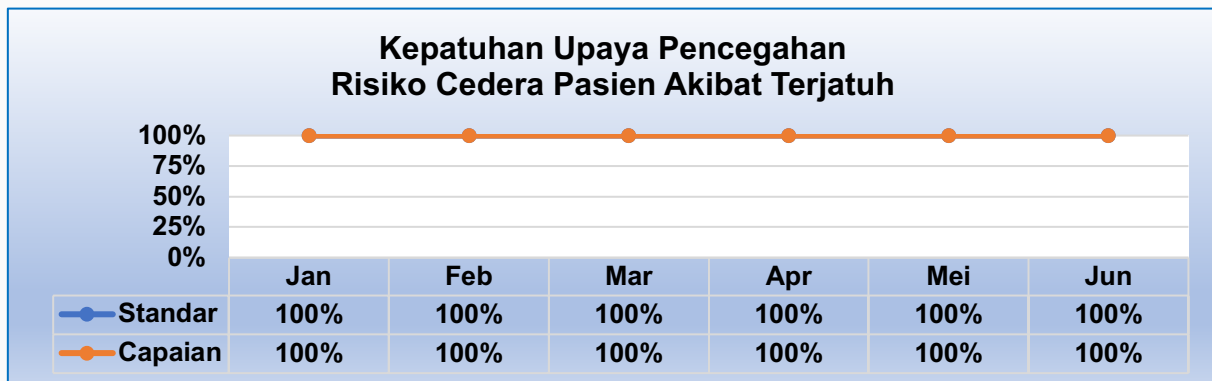 Kepatuhan Upaya Pencegahan
Risiko Cedera Pasien Akibat Terjatuh
100%
75%
50%
25%
0%
Jan Feb Mar Apr Mei Jun
Standar 100% 100% 100% 100% 100% 100%
Capaian 100% 100% 100% 100% 100% 100%